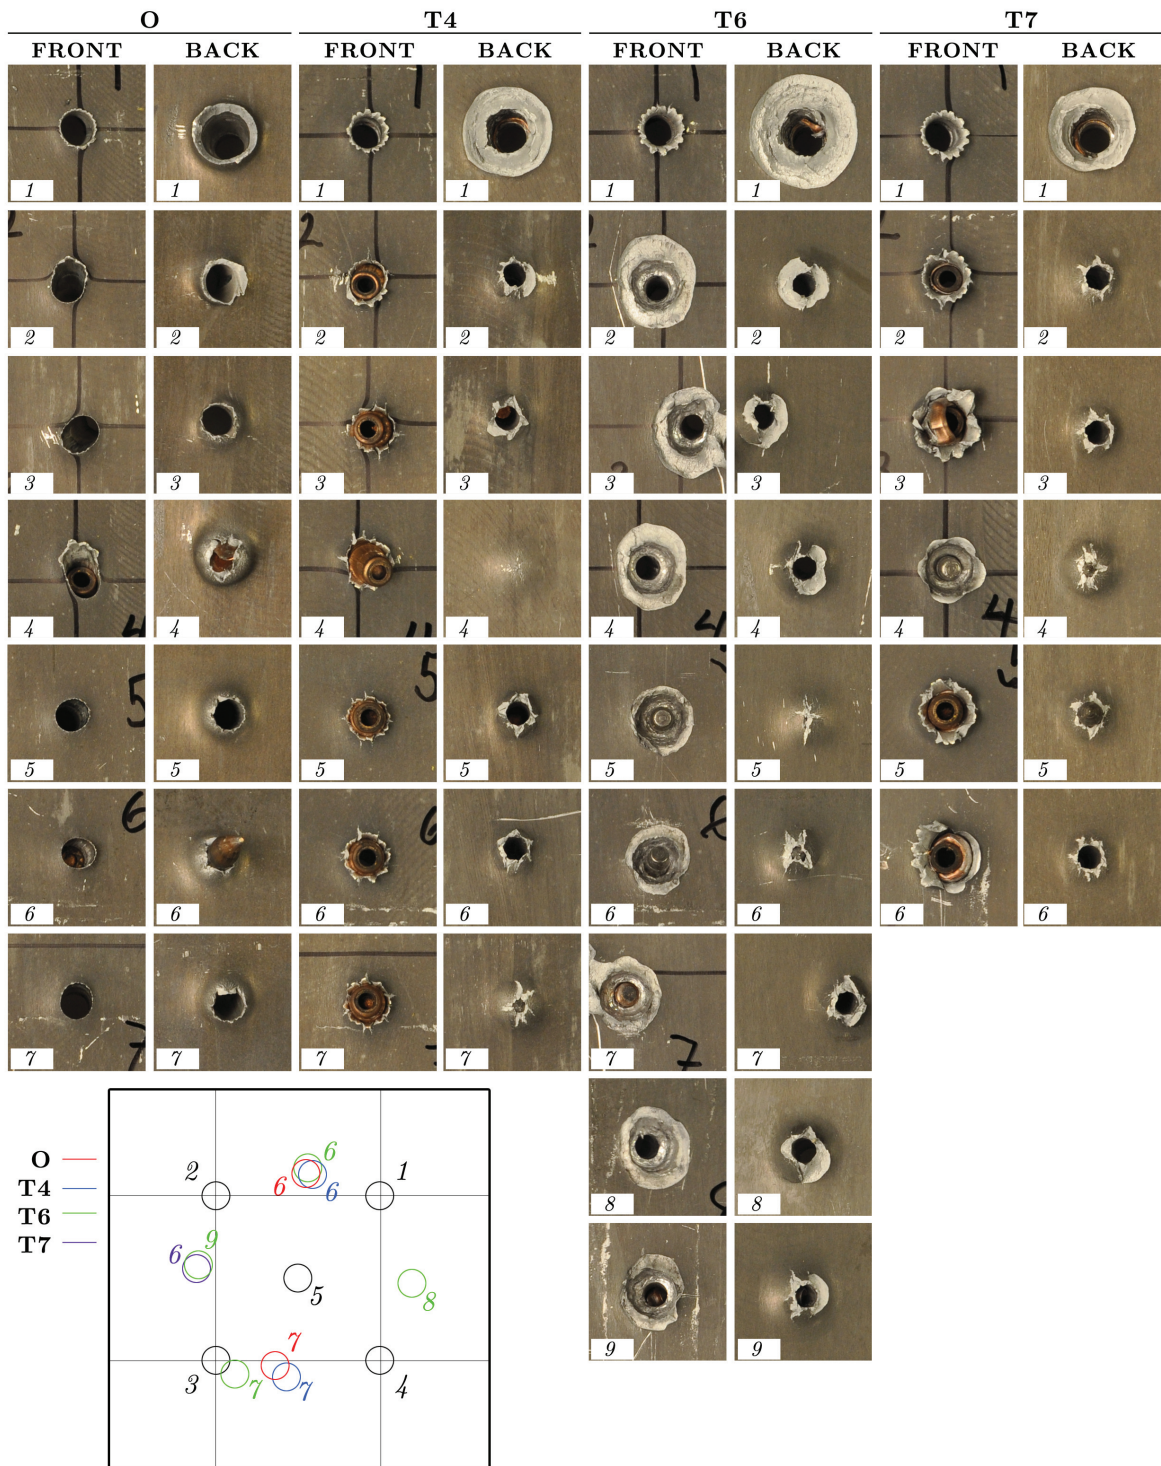 O T4 T6 T7
FRONT BACK FRONT BACK FRONT BACK FRONT BACK
1 1 1 1 1 1 1 1
2 2 2 2 2 2 2 2
3 3 3 3 3 3 3 3
4 4 4 4 4 4 4 4
5 5 5 5 5 5 5 5
6 6 6 6 6 6 6 6
7 7 7 7 7 7
8 8
9 9
O
T4
T6
T7
2 6 1
6 6
6 9
5 8
7
3 7 7 4